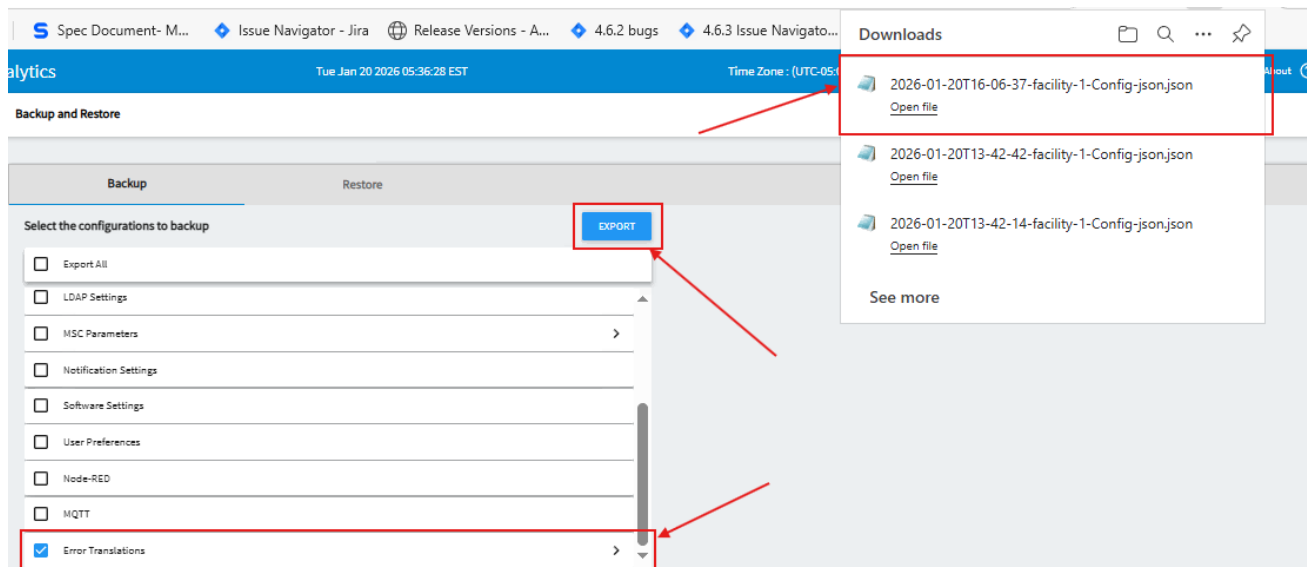 Spec Document- M... Issue Navigator - Jira Release Versions - A... 4.6.2 bugs 4.6.3 Issue Navigato...
alytics Tue Jan 20 2026 05:36:28 EST Time Zone : (UTC-05: About
Backup and Restore
Backup Restore
Select the configurations to backup EXPORT
Export All
LDAP Settings
MSC Parameters
Notification Settings
Software Settings
User Preferences
Node-RED
MQTT
Error Translations
Downloads
2026-01-20T16-06-37-facility-1-Config-json.json
Open file
2026-01-20T13-42-42-facility-1-Config-json.json
Open file
2026-01-20T13-42-14-facility-1-Config-json.json
Open file
See more